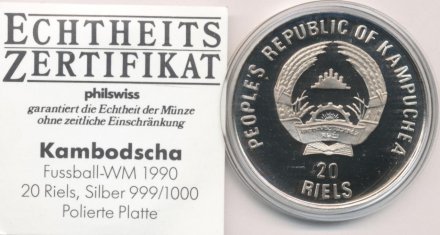 ECHTHEITS
ZERTIFIKAT
philswiss
garantiert die Echtheit der Münze
ohne zeitliche Einschränkung
Kambodscha
Fussball-WM 1990
20 Riels, Silber 999/1000
Polierte Platte
PEOPLE'S REPUBLIC OF KAMPUCHEA
20
RIELS